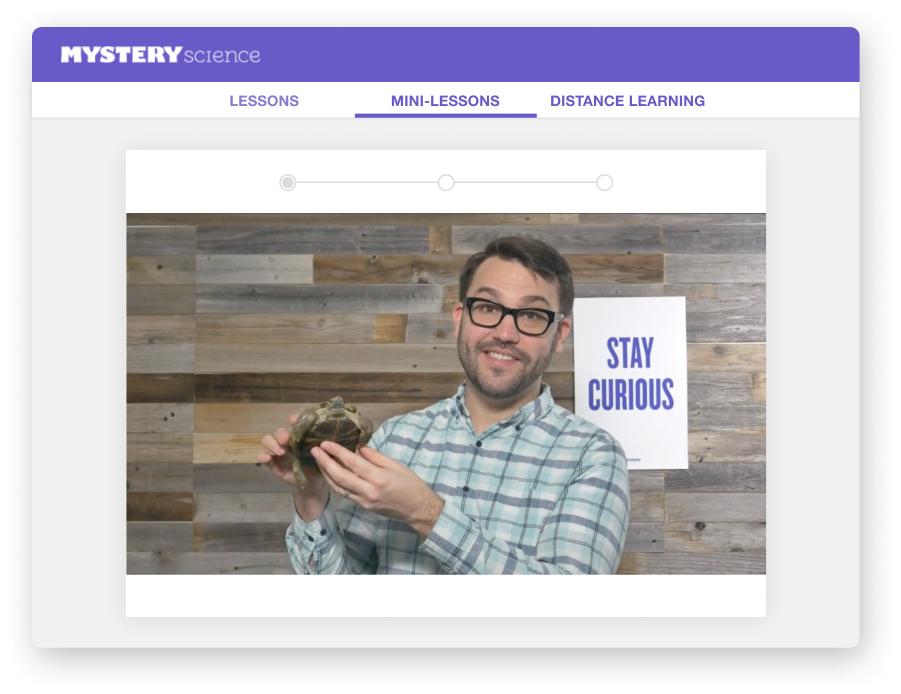 MYSTERYscience
LESSONS
MINI-LESSONS
DISTANCE LEARNING
STAY
CURIOUS